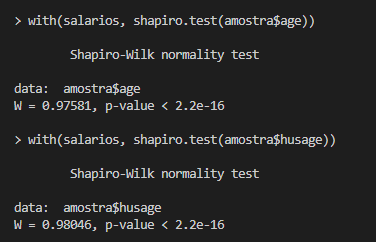 > with(salarios, shapiro.test(amostra$age))
Shapiro-Wilk normality test
data:  amostra$age
W = 0.97581, p-value < 2.2e-16
> with(salarios, shapiro.test(amostra$husage))
Shapiro-Wilk normality test
data:  amostra$husage
W = 0.98046, p-value < 2.2e-16